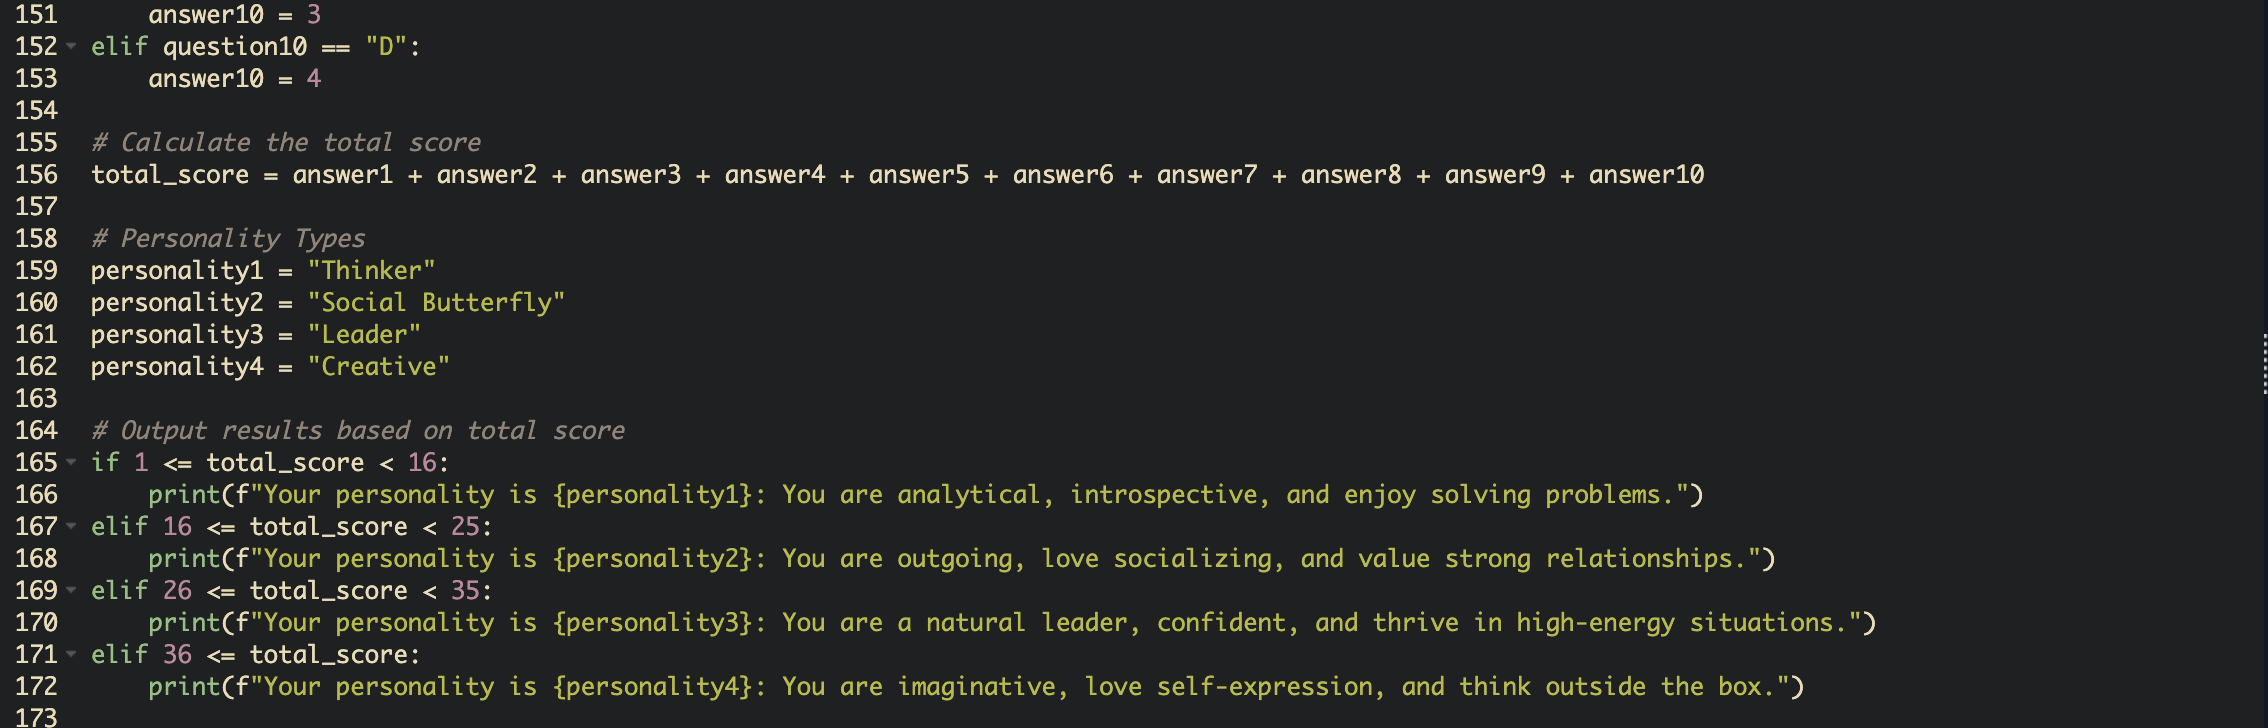 151     answer10 = 3
152 elif question10 == "D":
153     answer10 = 4
154
155 # Calculate the total score
156 total_score = answer1 + answer2 + answer3 + answer4 + answer5 + answer6 + answer7 + answer8 + answer9 + answer10
157
158 # Personality Types
159 personality1 = "Thinker"
160 personality2 = "Social Butterfly"
161 personality3 = "Leader"
162 personality4 = "Creative"
163
164 # Output results based on total score
165 if 1 <= total_score < 16:
166     print(f"Your personality is {personality1}: You are analytical, introspective, and enjoy solving problems.")
167 elif 16 <= total_score < 25:
168     print(f"Your personality is {personality2}: You are outgoing, love socializing, and value strong relationships.")
169 elif 26 <= total_score < 35:
170     print(f"Your personality is {personality3}: You are a natural leader, confident, and thrive in high-energy situations.")
171 elif 36 <= total_score:
172     print(f"Your personality is {personality4}: You are imaginative, love self-expression, and think outside the box.")
173